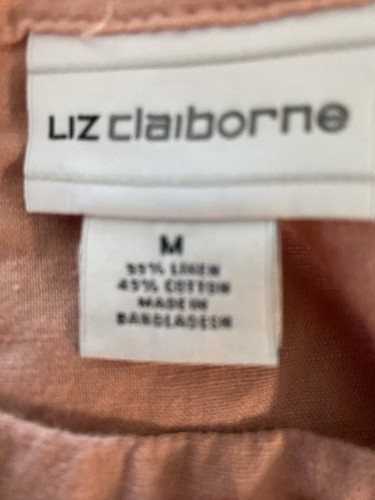 LIZ claiborne
M
55% LINEN
45% COTTON
MADE IN
BANGLADESH